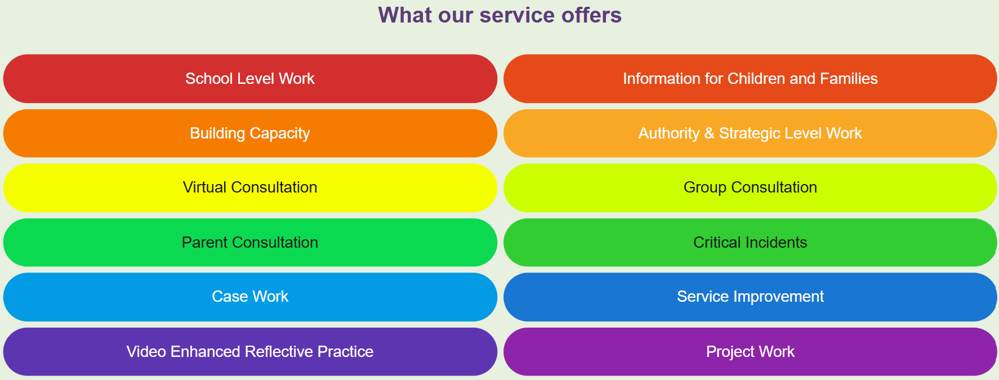 What our service offers
School Level Work
Information for Children and Families
Building Capacity
Authority & Strategic Level Work
Virtual Consultation
Group Consultation
Parent Consultation
Critical Incidents
Case Work
Service Improvement
Video Enhanced Reflective Practice
Project Work